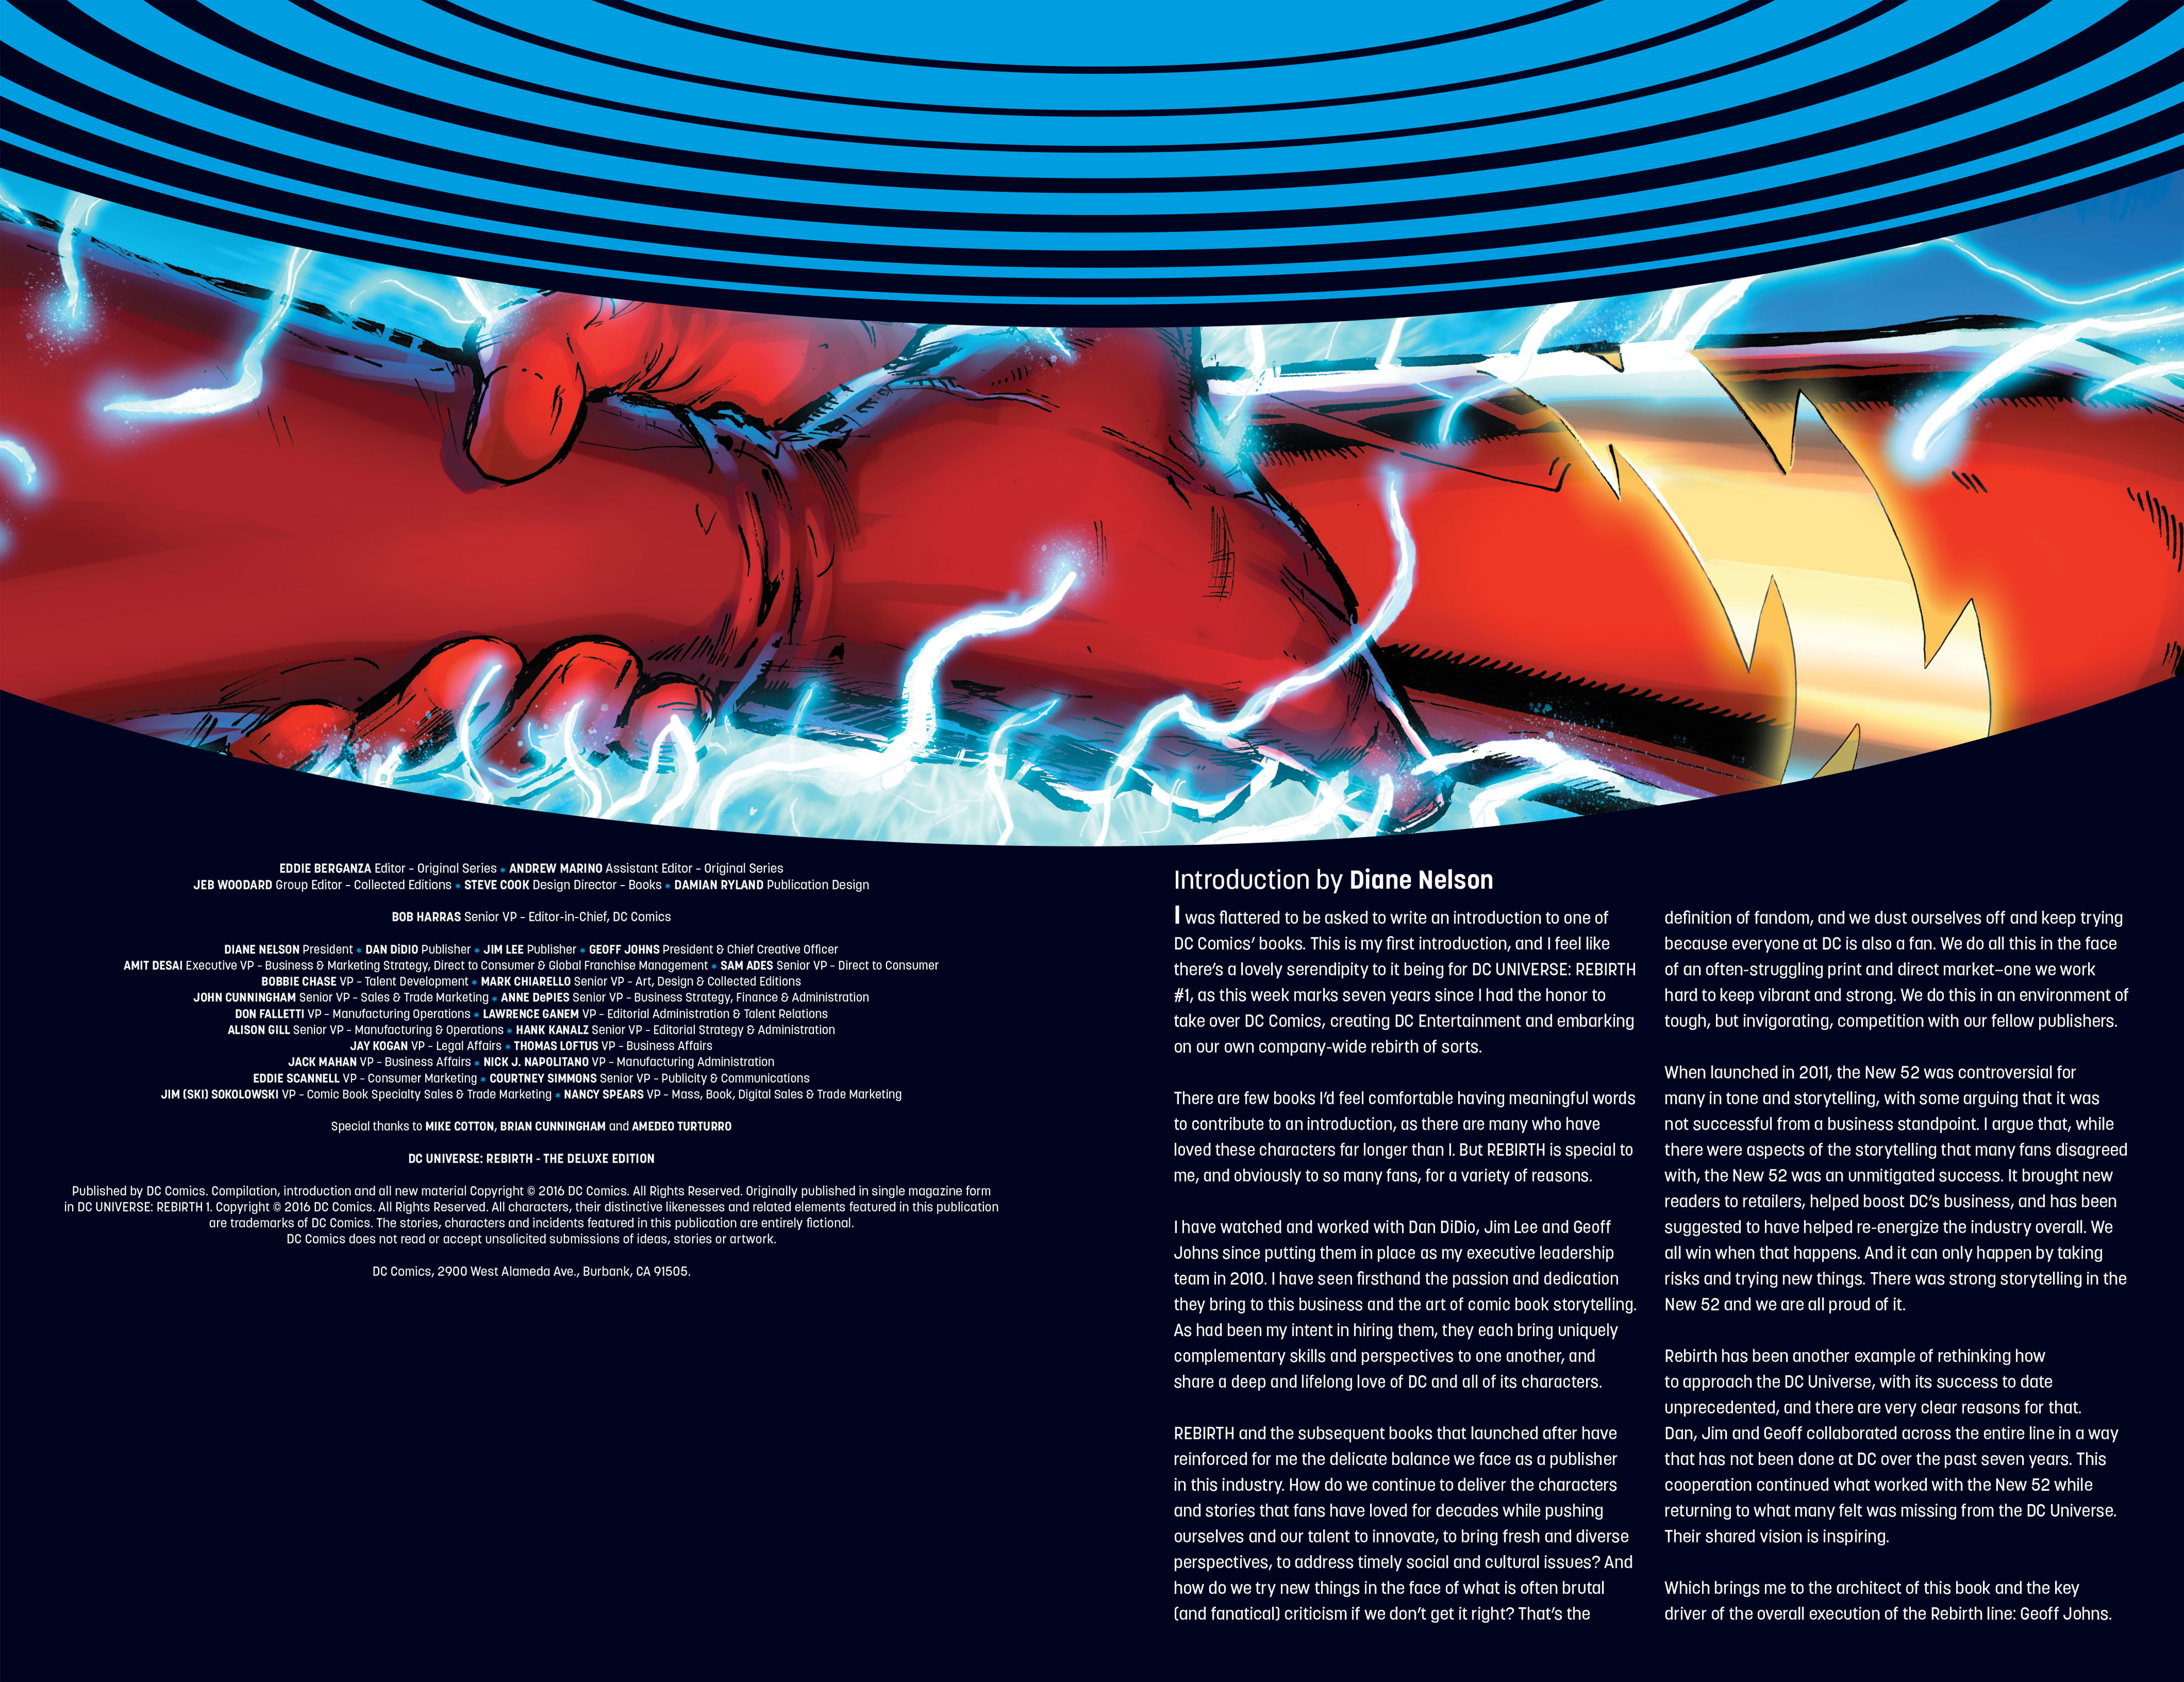 EDDIE BERGANZA Editor – Original Series * ANDREW MARINO Assistant Editor – Original Series
JEB WOODARD Group Editor – Collected Editions * STEVE COOK Design Director – Books * DAMIAN RYLAND Publication Design
BOB HARRAS Senior VP – Editor-in-Chief, DC Comics
DIANE NELSON President * DAN DiDIO Publisher * JIM LEE Publisher * GEOFF JOHNS President & Chief Creative Officer
AMIT DESAI Executive VP – Business & Marketing Strategy, Direct to Consumer & Global Franchise Management * SAM ADES Senior VP – Direct to Consumer
BOBBIE CHASE VP – Talent Development * MARK CHIARELLO Senior VP – Art, Design & Collected Editions
JOHN CUNNINGHAM Senior VP – Sales & Trade Marketing * ANNE DePIES Senior VP – Business Strategy, Finance & Administration
DON FALLETTI VP – Manufacturing Operations * LAWRENCE GANEM VP – Editorial Administration & Talent Relations
ALISON GILL Senior VP – Manufacturing & Operations * HANK KANALZ Senior VP – Editorial Strategy & Administration
JAY KOGAN VP – Legal Affairs * THOMAS LOFTUS VP – Business Affairs
JACK MAHAN VP – Business Affairs * NICK J. NAPOLITANO VP – Manufacturing Administration
EDDIE SCANNELL VP – Consumer Marketing * COURTNEY SIMMONS Senior VP – Publicity & Communications
JIM (SKI) SOKOLOWSKI VP – Comic Book Specialty Sales & Trade Marketing * NANCY SPEARS VP – Mass, Book, Digital Sales & Trade Marketing
Special thanks to MIKE COTTON, BRIAN CUNNINGHAM and AMEDEO TURTURRO
DC UNIVERSE: REBIRTH - THE DELUXE EDITION
Published by DC Comics. Compilation, introduction and all new material Copyright © 2016 DC Comics. All Rights Reserved. Originally published in single magazine form
in DC UNIVERSE: REBIRTH 1. Copyright © 2016 DC Comics. All Rights Reserved. All characters, their distinctive likenesses and related elements featured in this publication
are trademarks of DC Comics. The stories, characters and incidents featured in this publication are entirely fictional.
DC Comics does not read or accept unsolicited submissions of ideas, stories or artwork.
DC Comics, 2900 West Alameda Ave., Burbank, CA 91505.
Introduction by Diane Nelson
I was flattered to be asked to write an introduction to one of
DC Comics' books. This is my first introduction, and I feel like
there's a lovely serendipity to it being for DC UNIVERSE: REBIRTH
#1, as this week marks seven years since I had the honor to
take over DC Comics, creating DC Entertainment and embarking
on our own company-wide rebirth of sorts.
There are few books I'd feel comfortable having meaningful words
to contribute to an introduction, as there are many who have
loved these characters far longer than I. But REBIRTH is special to
me, and obviously to so many fans, for a variety of reasons.
I have watched and worked with Dan DiDio, Jim Lee and Geoff
Johns since putting them in place as my executive leadership
team in 2010. I have seen firsthand the passion and dedication
they bring to this business and the art of comic book storytelling.
As had been my intent in hiring them, they each bring uniquely
complementary skills and perspectives to one another, and
share a deep and lifelong love of DC and all of its characters.
REBIRTH and the subsequent books that launched after have
reinforced for me the delicate balance we face as a publisher
in this industry. How do we continue to deliver the characters
and stories that fans have loved for decades while pushing
ourselves and our talent to innovate, to bring fresh and diverse
perspectives, to address timely social and cultural issues? And
how do we try new things in the face of what is often brutal
(and fanatical) criticism if we don't get it right? That's the
definition of fandom, and we dust ourselves off and keep trying
because everyone at DC is also a fan. We do all this in the face
of an often-struggling print and direct market–one we work
hard to keep vibrant and strong. We do this in an environment of
tough, but invigorating, competition with our fellow publishers.
When launched in 2011, the New 52 was controversial for
many in tone and storytelling, with some arguing that it was
not successful from a business standpoint. I argue that, while
there were aspects of the storytelling that many fans disagreed
with, the New 52 was an unmitigated success. It brought new
readers to retailers, helped boost DC's business, and has been
suggested to have helped re-energize the industry overall. We
all win when that happens. And it can only happen by taking
risks and trying new things. There was strong storytelling in the
New 52 and we are all proud of it.
Rebirth has been another example of rethinking how
to approach the DC Universe, with its success to date
unprecedented, and there are very clear reasons for that.
Dan, Jim and Geoff collaborated across the entire line in a way
that has not been done at DC over the past seven years. This
cooperation continued what worked with the New 52 while
returning to what many felt was missing from the DC Universe.
Their shared vision is inspiring.
Which brings me to the architect of this book and the key
driver of the overall execution of the Rebirth line: Geoff Johns.